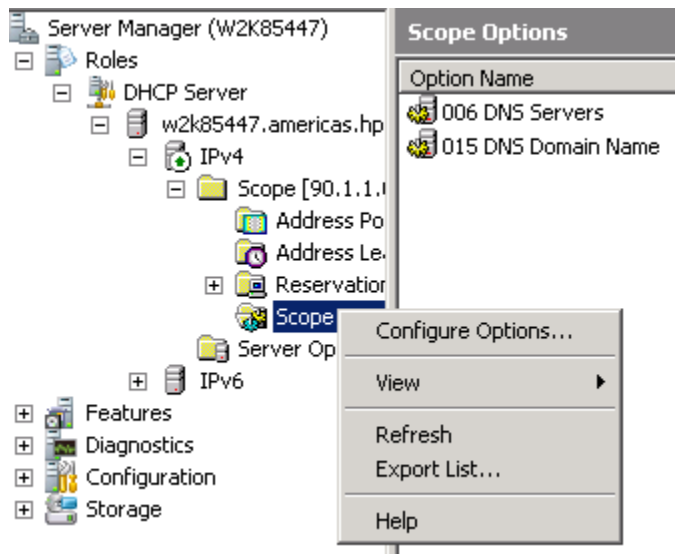 Server Manager (W2K85447)
Roles
DHCP Server
w2k85447.americas.hp
IPv4
Scope [90.1.1.
Address Po
Address Le
Reservation
Scope
Server Op
IPv6
Features
Diagnostics
Configuration
Storage
Scope Options
Option Name
006 DNS Servers
015 DNS Domain Name
Configure Options...
View
Refresh
Export List...
Help